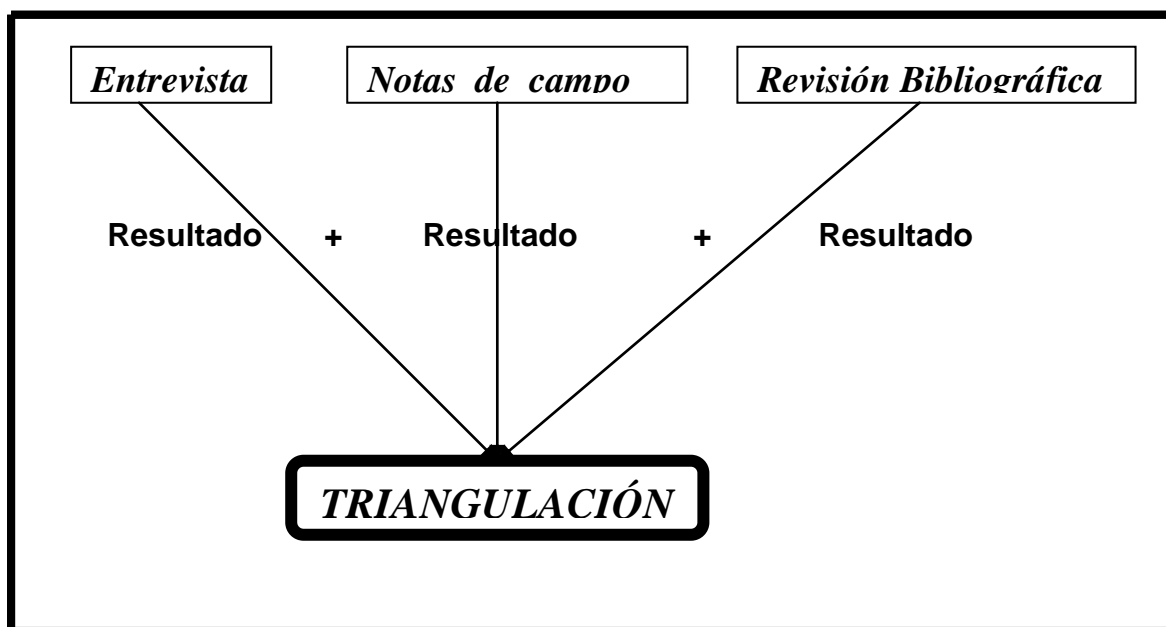 Entrevista Notas de campo Revisión Bibliográfica
Resultado + Resultado + Resultado
TRIANGULACIÓN